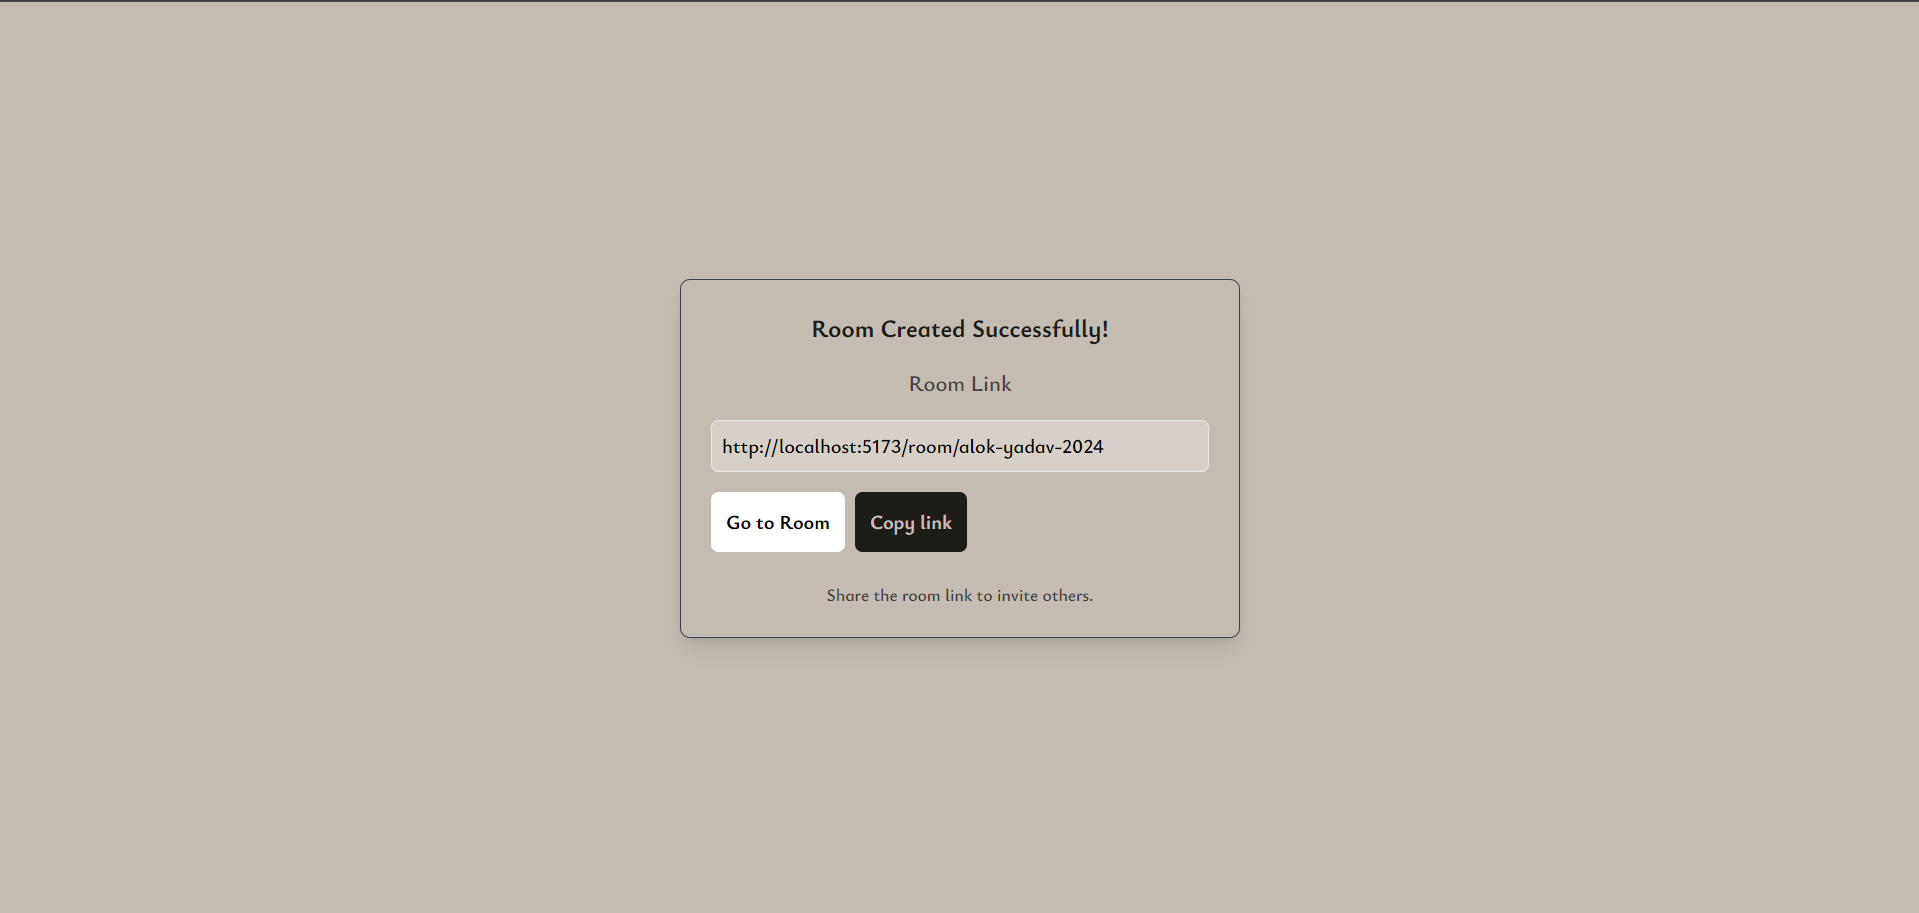 Room Created Successfully!
Room Link
http://localhost:5173/room/alok-yadav-2024
Go to Room
Copy link
Share the room link to invite others.